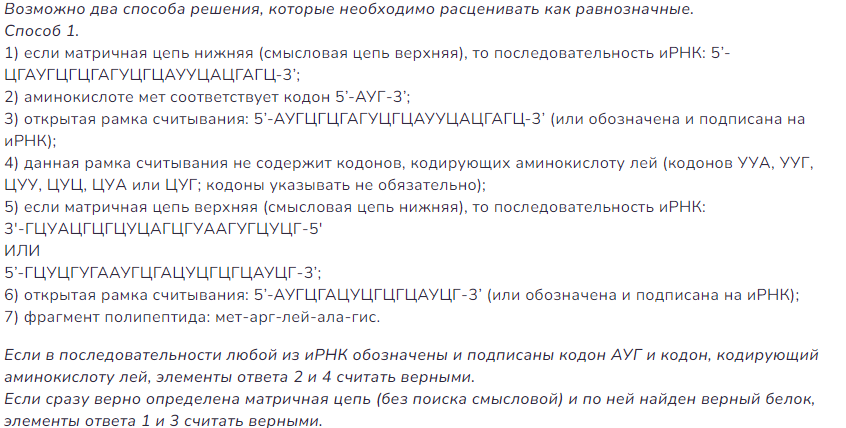 Возможно два способа решения, которые необходимо расценивать как равнозначные.
Способ 1.
1) если матричная цепь нижняя (смысловая цепь верхняя), то последовательность иРНК: 5’-
ЦГАУГЦГЦГАГУЦГЦАУУЦАЦГАГЦ-3’;
2) аминокислоте мет соответствует кодон 5’-АУГ-3’;
3) открытая рамка считывания: 5’-АУГЦГЦГАГУЦГЦАУУЦАЦГАГЦ-3’ (или обозначена и подписана на
иРНК);
4) данная рамка считывания не содержит кодонов, кодирующих аминокислоту лей (кодонов УУА, УУГ,
ЦУУ, ЦУЦ, ЦУА или ЦУГ; кодоны указывать не обязательно);
5) если матричная цепь верхняя (смысловая цепь нижняя), то последовательность иРНК:
3'-ГЦУАЦГЦГЦУЦАГЦГУААГУГЦУЦГ-5'
ИЛИ
5’-ГЦУЦГУГААУГЦГАЦУЦГЦГЦАУЦГ-3’;
6) открытая рамка считывания: 5’-АУГЦГАЦУЦГЦГЦАУЦГ-3’ (или обозначена и подписана на иРНК);
7) фрагмент полипептида: мет-арг-лей-ала-гис.
Если в последовательности любой из иРНК обозначены и подписаны кодон АУГ и кодон, кодирующий
аминокислоту лей, элементы ответа 2 и 4 считать верными.
Если сразу верно определена матричная цепь (без поиска смысловой) и по ней найден верный белок,
элементы ответа 1 и 3 считать верными.